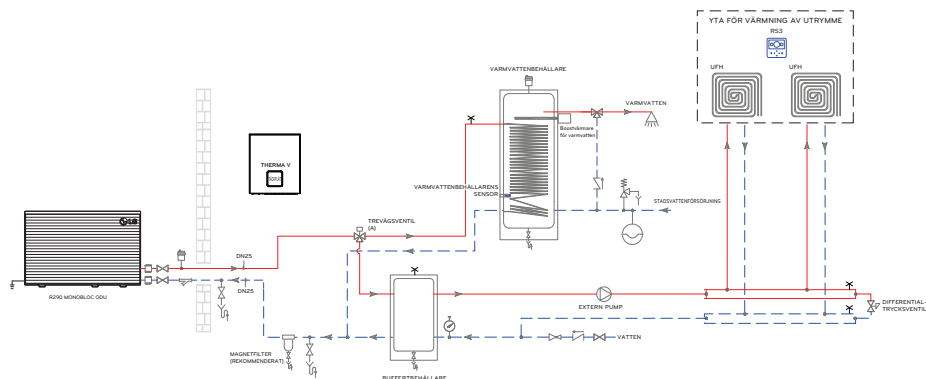 YTA FÖR VÄRMNING AV UTRYMME
RS3
UFH
UFH
VARMVATTENBEHÅLLARE
VARMVATTEN
Boostvärmare
för varmvatten
THERMA V
VARMVATTENBEHÅLLARENS
SENSOR
STADSVATTENFÖRSÖRJNING
TREVÄGSVENTIL
(A)
LG
DN25
DN25
R290 MONOBLOC ODU
EXTERN PUMP
DIFFERENTIAL-
TRYCKSVENTIL
MAGNETFILTER
(REKOMMENDERAT)
VATTEN
BUFFERTBEHÅLLARE